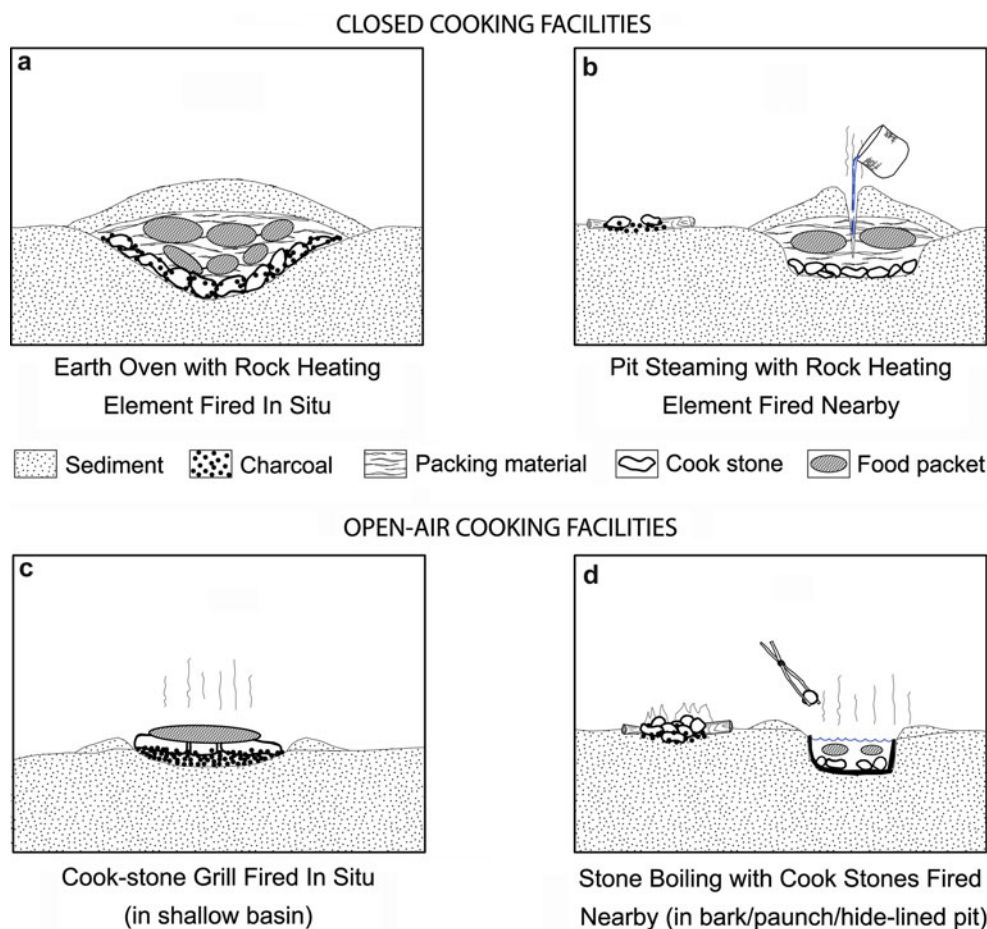 CLOSED COOKING FACILITIES
a
b
Earth Oven with Rock Heating
Element Fired In Situ
Pit Steaming with Rock Heating
Element Fired Nearby
Sediment Charcoal Packing material Cook stone Food packet
OPEN-AIR COOKING FACILITIES
c
d
Cook-stone Grill Fired In Situ
(in shallow basin)
Stone Boiling with Cook Stones Fired
Nearby (in bark/paunch/hide-lined pit)